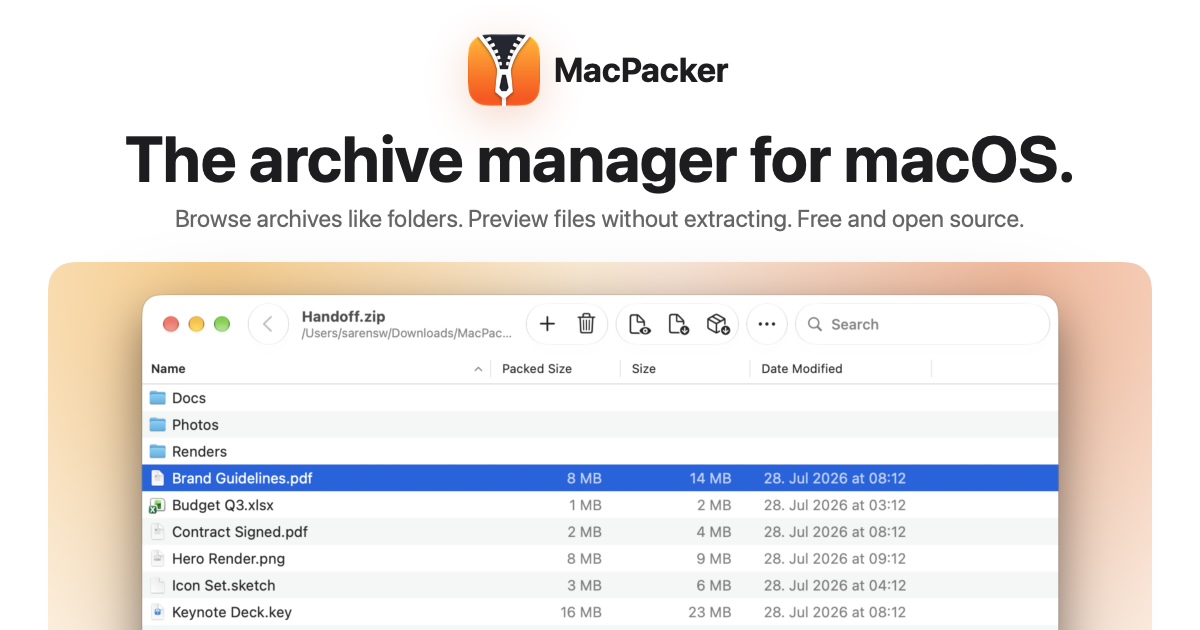 MacPacker
The archive manager for macOS.
Browse archives like folders. Preview files without extracting. Free and open source.
Handoff.zip
/Users/sarensw/Downloads/MacPac...
Search
Name Packed Size Size Date Modified
Docs
Photos
Renders
Brand Guidelines.pdf 8 MB 14 MB 28. Jul 2026 at 08:12
Budget Q3.xlsx 1 MB 2 MB 28. Jul 2026 at 03:12
Contract Signed.pdf 2 MB 4 MB 28. Jul 2026 at 08:12
Hero Render.png 8 MB 9 MB 28. Jul 2026 at 09:12
Icon Set.sketch 3 MB 6 MB 28. Jul 2026 at 04:12
Keynote Deck.key 16 MB 23 MB 28. Jul 2026 at 08:12